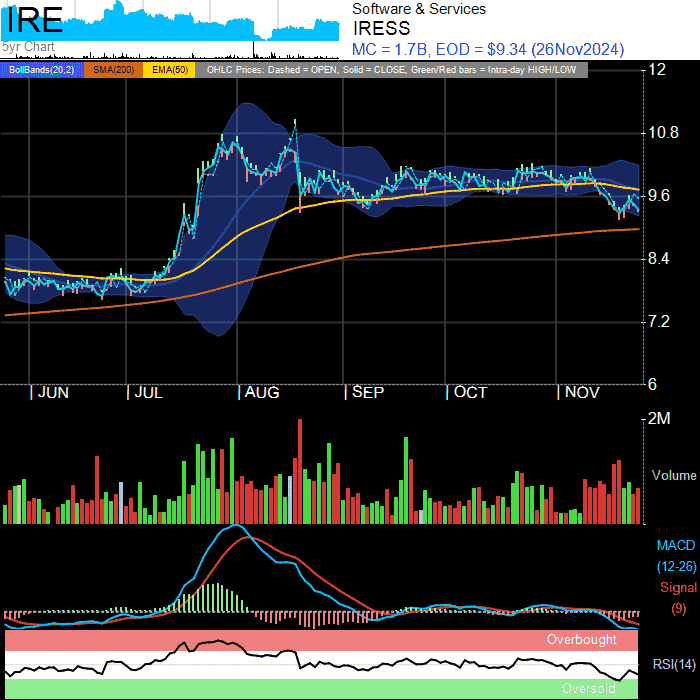 IRE
5yr Chart
Software & Services
IRESS
MC = 1.7B, EOD = $9.34 (26Nov2024)
BollBands(20,2) SMA(200) EMA(50) OHLC Prices: Dashed = OPEN, Solid = CLOSE, Green/Red bars = Intra-day HIGH/LOW
12
10.8
9.6
8.4
7.2
6
JUN JUL AUG SEP OCT NOV
2M
Volume
MACD
(12-26)
Signal
(9)
Overbought
RSI(14)
Oversold